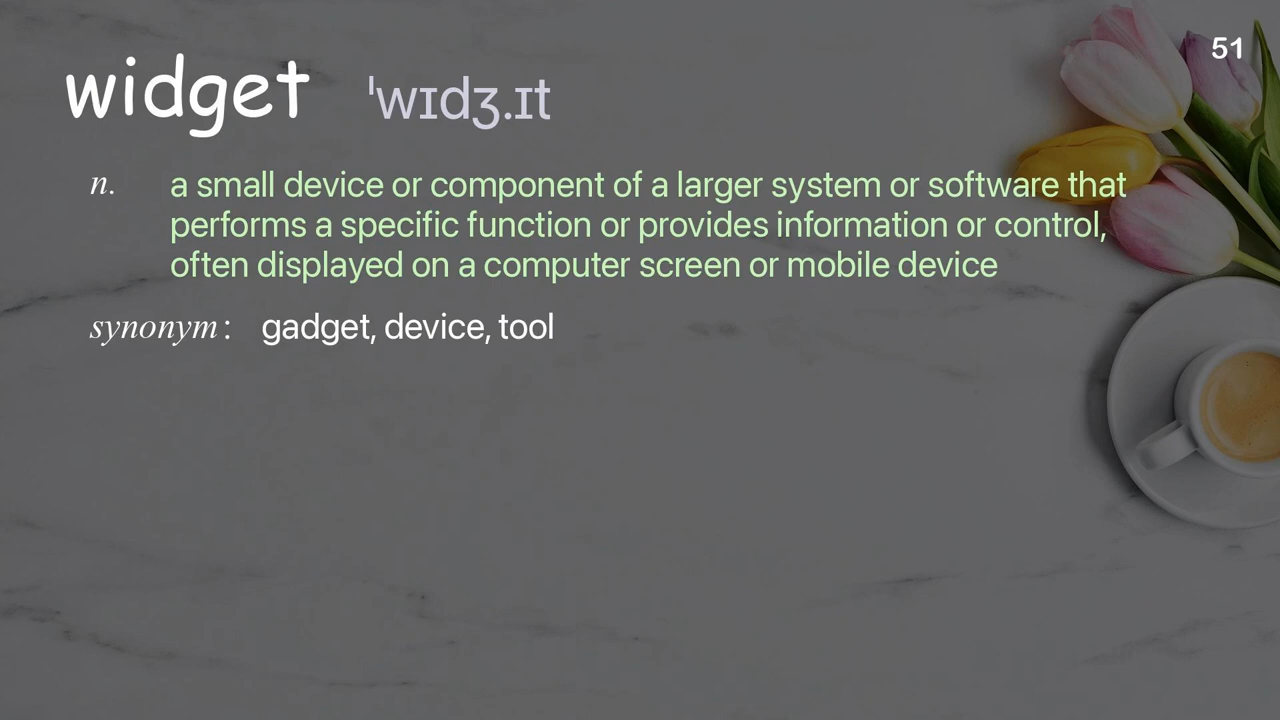 51
widget ˈwɪdʒ.ɪt
n. a small device or component of a larger system or software that
performs a specific function or provides information or control,
often displayed on a computer screen or mobile device
synonym: gadget, device, tool